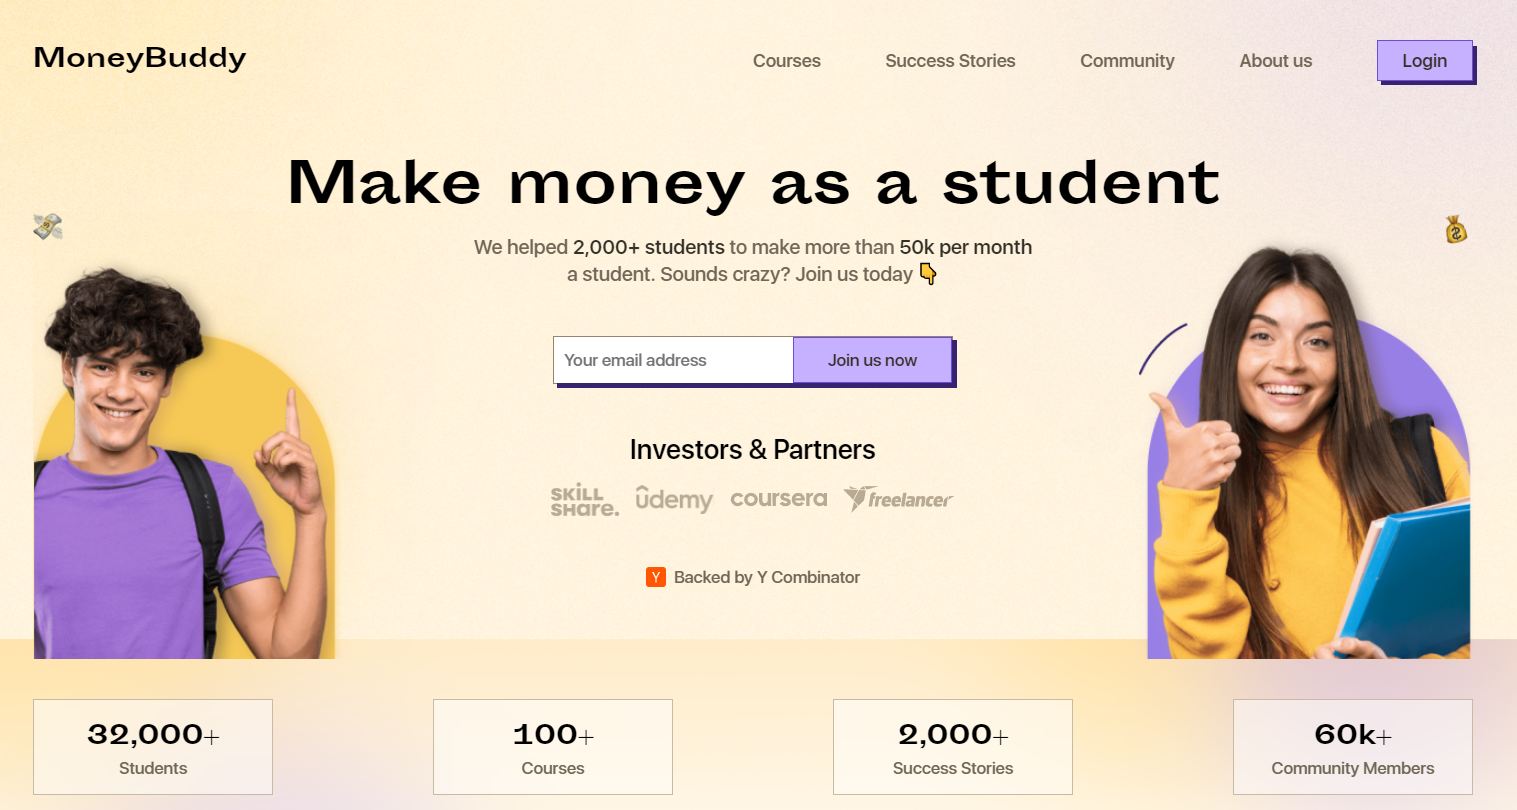 MoneyBuddy
Courses
Success Stories
Community
About us
Login
Make money as a student
We helped 2,000+ students to make more than 50k per month
a student. Sounds crazy? Join us today 👇
Your email address
Join us now
Investors & Partners
SKILL
SHARE.
udemy
coursera
freelancer
Y Backed by Y Combinator
32,000+
Students
100+
Courses
2,000+
Success Stories
60k+
Community Members